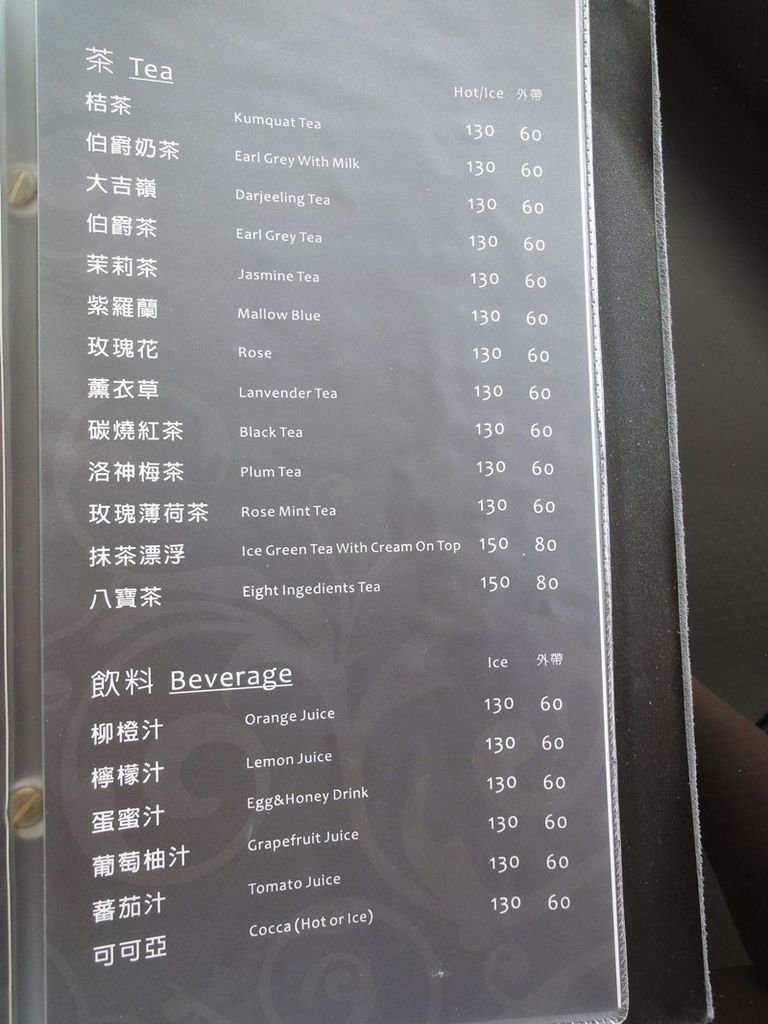 茶 Tea
Hot/Ice 外帶
桔茶 Kumquat Tea 130 60
伯爵奶茶 Earl Grey With Milk 130 60
大吉嶺 Darjeeling Tea 130 60
伯爵茶 Earl Grey Tea 130 60
茉莉茶 Jasmine Tea 130 60
紫羅蘭 Mallow Blue 130 60
玫瑰花 Rose 130 60
薰衣草 Lanvender Tea 130 60
碳燒紅茶 Black Tea 130 60
洛神梅茶 Plum Tea 130 60
玫瑰薄荷茶 Rose Mint Tea 130 60
抹茶漂浮 Ice Green Tea With Cream On Top 150 80
八寶茶 Eight Ingedients Tea 150 80
飲料 Beverage
Ice 外帶
柳橙汁 Orange Juice 130 60
檸檬汁 Lemon Juice 130 60
蛋蜜汁 Egg&Honey Drink 130 60
葡萄柚汁 Grapefruit Juice 130 60
蕃茄汁 Tomato Juice 130 60
可可亞 Cocca (Hot or Ice) 130 60